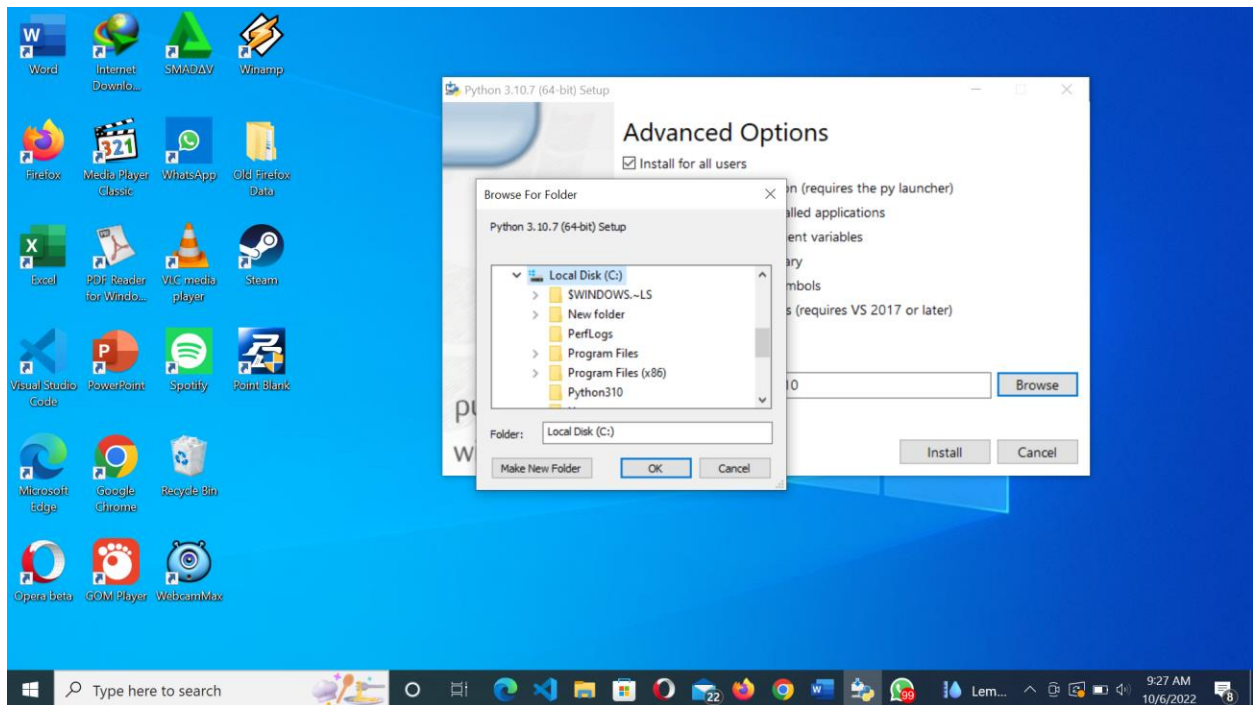 Word
Internet Downlo...
SMADΔV
Winamp
Firefox
Media Player Classic
WhatsApp
Old Firefox Data
Excel
PDF Reader for Windo...
VLC media player
Steam
Visual Studio Code
PowerPoint
Spotify
Point Blank
Microsoft Edge
Google Chrome
Recycle Bin
Opera beta
GOM Player
WebcamMax
321
Python 3.10.7 (64-bit) Setup
Advanced Options
Install for all users
(requires the py launcher)
applications
variables
(requires VS 2017 or later)
10
Browse
Install
Cancel
Browse For Folder
Python 3.10.7 (64-bit) Setup
Local Disk (C:)
$WINDOWS.~LS
New folder
PerfLogs
Program Files
Program Files (x86)
Python310
Folder: Local Disk (C:)
Make New Folder
OK
Cancel
Type here to search
22
99
Lem...
9:27 AM
10/6/2022
8